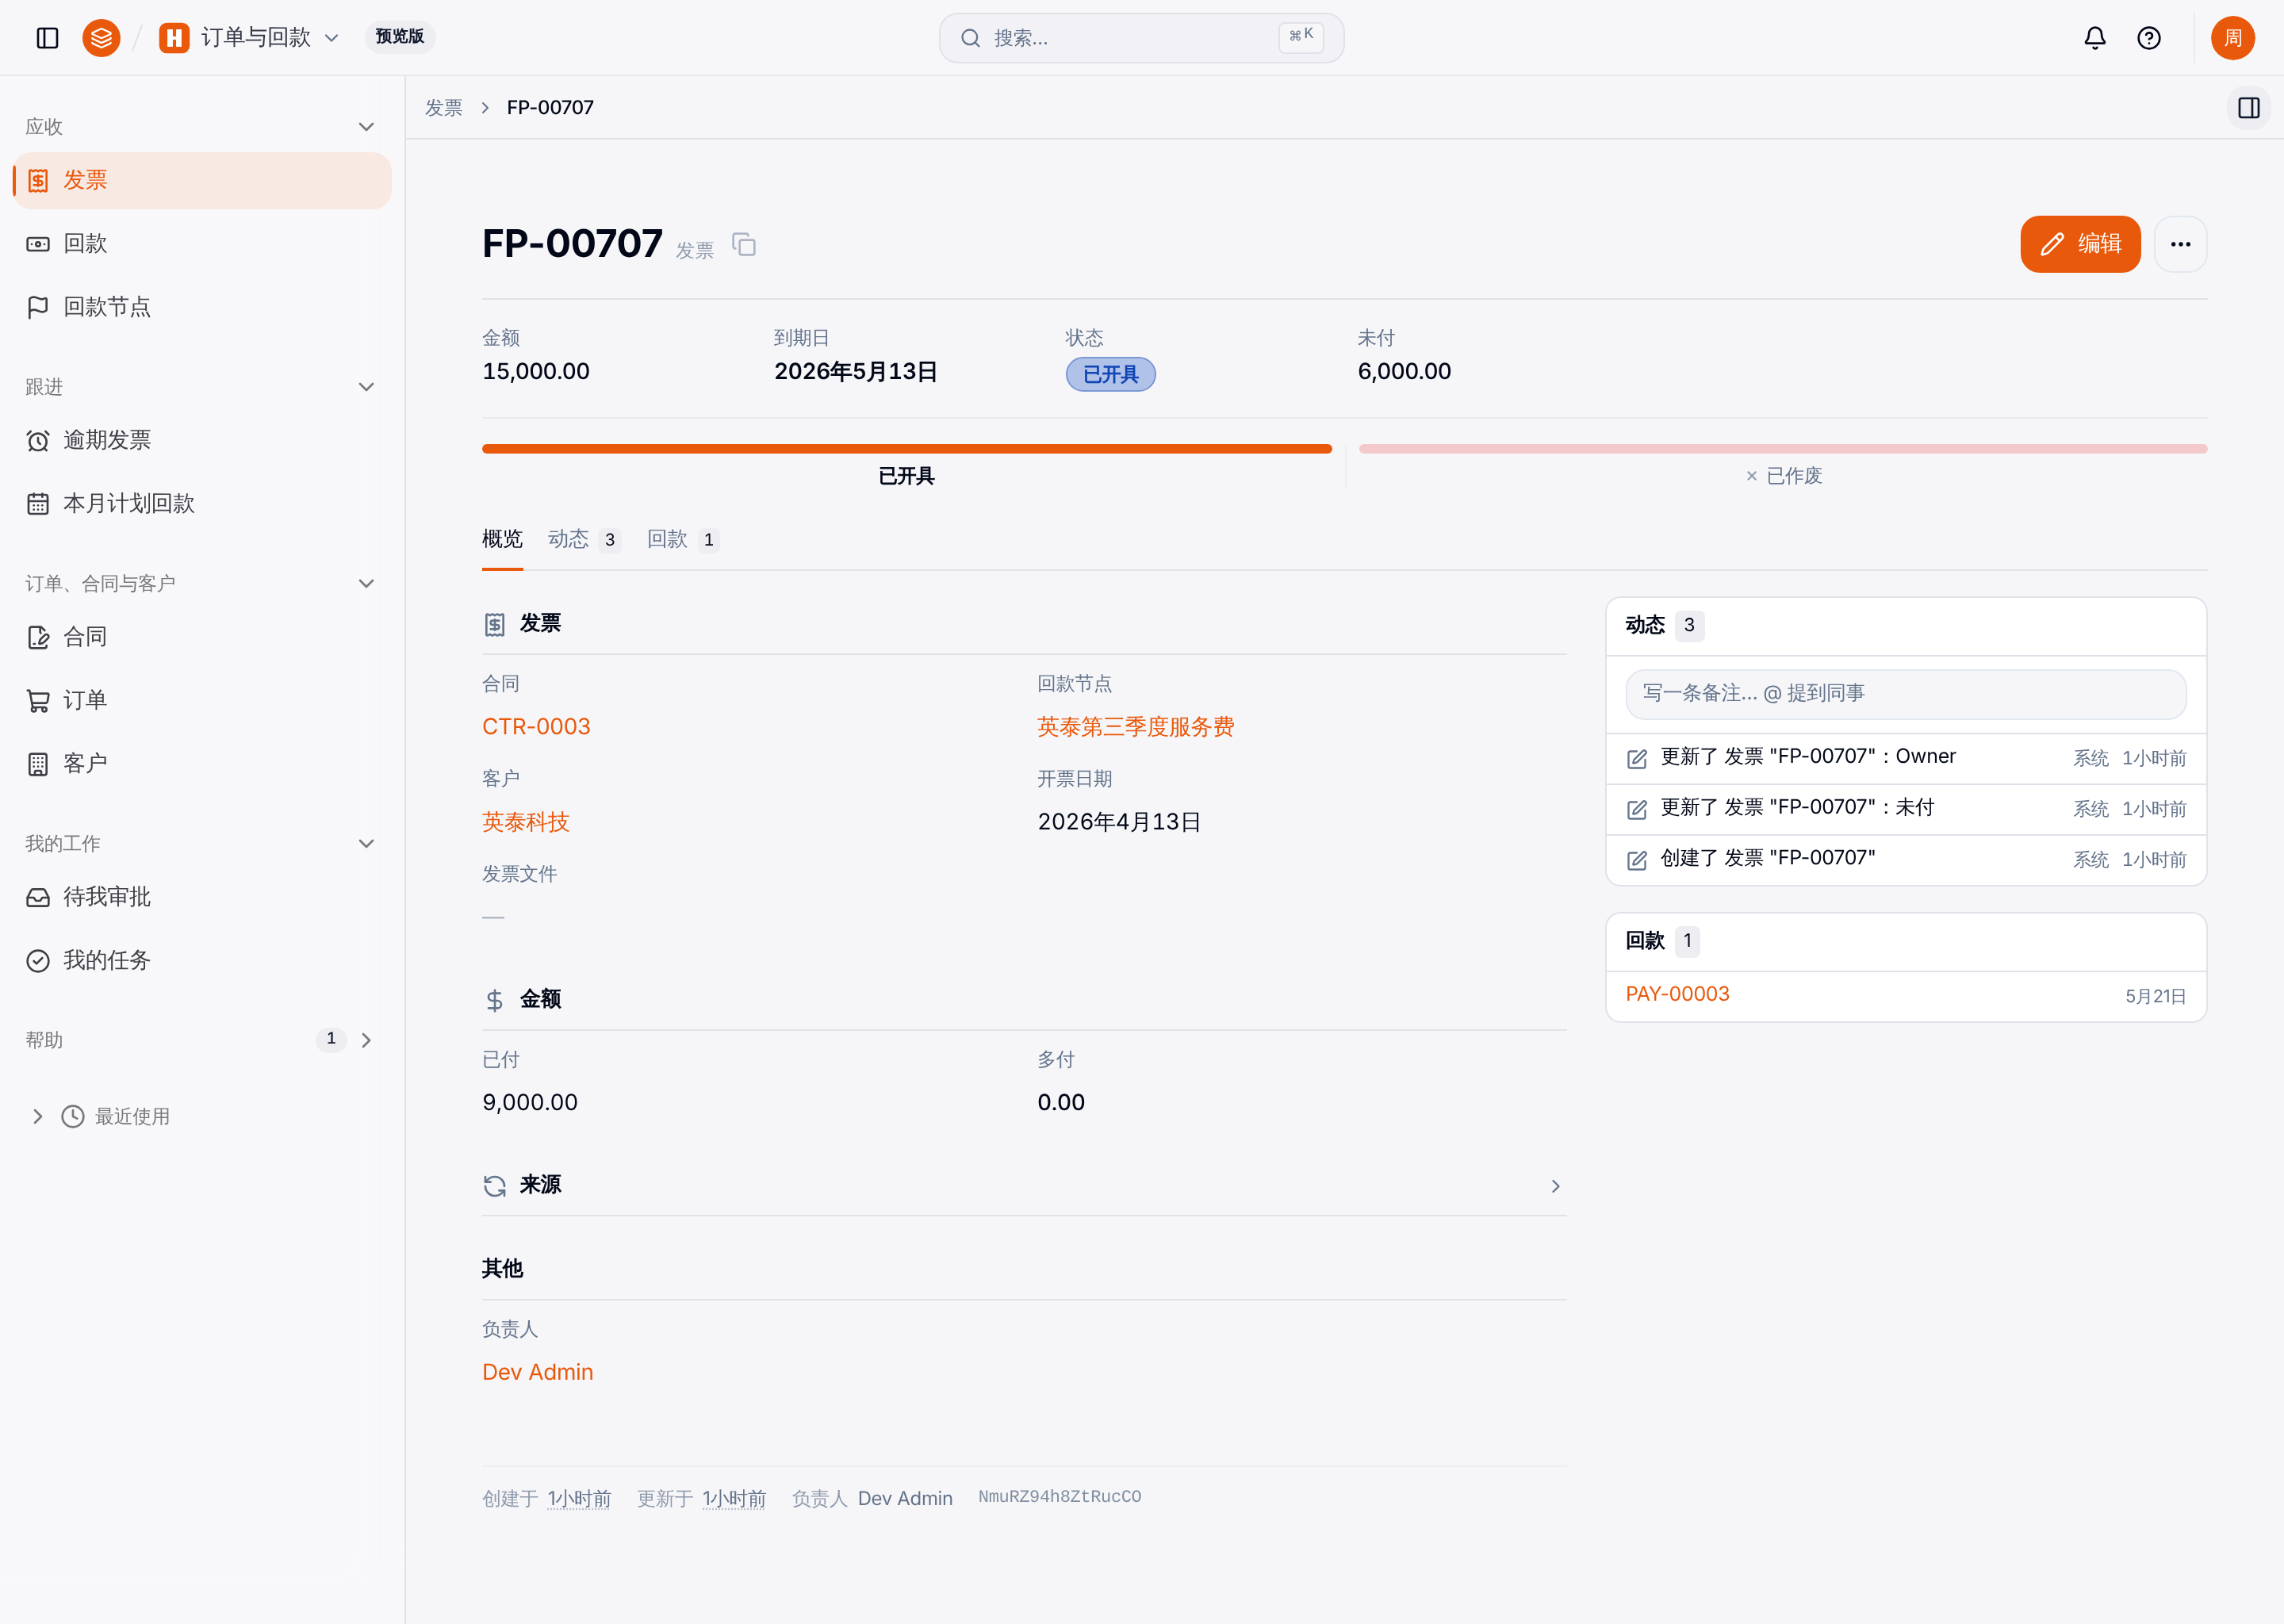 H 订单与回款 预览版 搜索... ⌘K 周
应收
发票
回款
回款节点
跟进
逾期发票
本月计划回款
订单、合同与客户
合同
订单
客户
我的工作
待我审批
我的任务
帮助 1
最近使用
发票 FP-00707
FP-00707 发票
编辑
金额 到期日 状态 未付
15,000.00 2026年5月13日 已开具 6,000.00
已开具 × 已作废
概览 动态 3 回款 1
发票
合同 回款节点
CTR-0003 英泰第三季度服务费
客户 开票日期
英泰科技 2026年4月13日
发票文件
—
金额
已付 多付
9,000.00 0.00
来源
其他
负责人
Dev Admin
创建于 1小时前 更新于 1小时前 负责人 Dev Admin NmuRZ94h8ZtRucCO
动态 3
写一条备注... @ 提到同事
更新了 发票 "FP-00707"：Owner 系统 1小时前
更新了 发票 "FP-00707"：未付 系统 1小时前
创建了 发票 "FP-00707" 系统 1小时前
回款 1
PAY-00003 5月21日